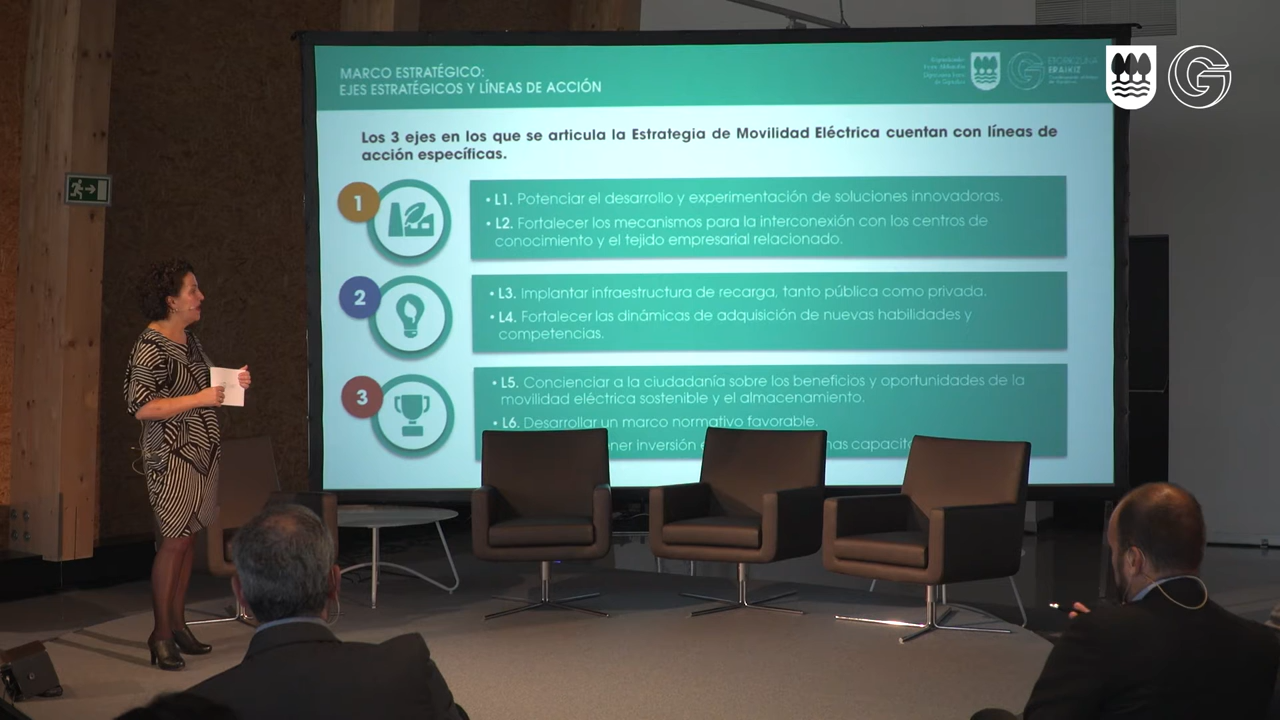 MARCO ESTRATÉGICO:
EJES ESTRATÉGICOS Y LÍNEAS DE ACCIÓN
Los 3 ejes en los que se articula la Estrategia de Movilidad Eléctrica cuentan con líneas de
acción específicas.
1
• L1. Potenciar el desarrollo y experimentación de soluciones innovadoras.
• L2. Fortalecer los mecanismos para la interconexión con los centros de
conocimiento y el tejido empresarial relacionado.
2
• L3. Implantar infraestructura de recarga, tanto pública como privada.
• L4. Fortalecer las dinámicas de adquisición de nuevas habilidades y
competencias.
3
• L5. Concienciar a la ciudadanía sobre los beneficios y oportunidades de la
movilidad eléctrica sostenible y el almacenamiento.
• L6. Desarrollar un marco normativo favorable.
inversión